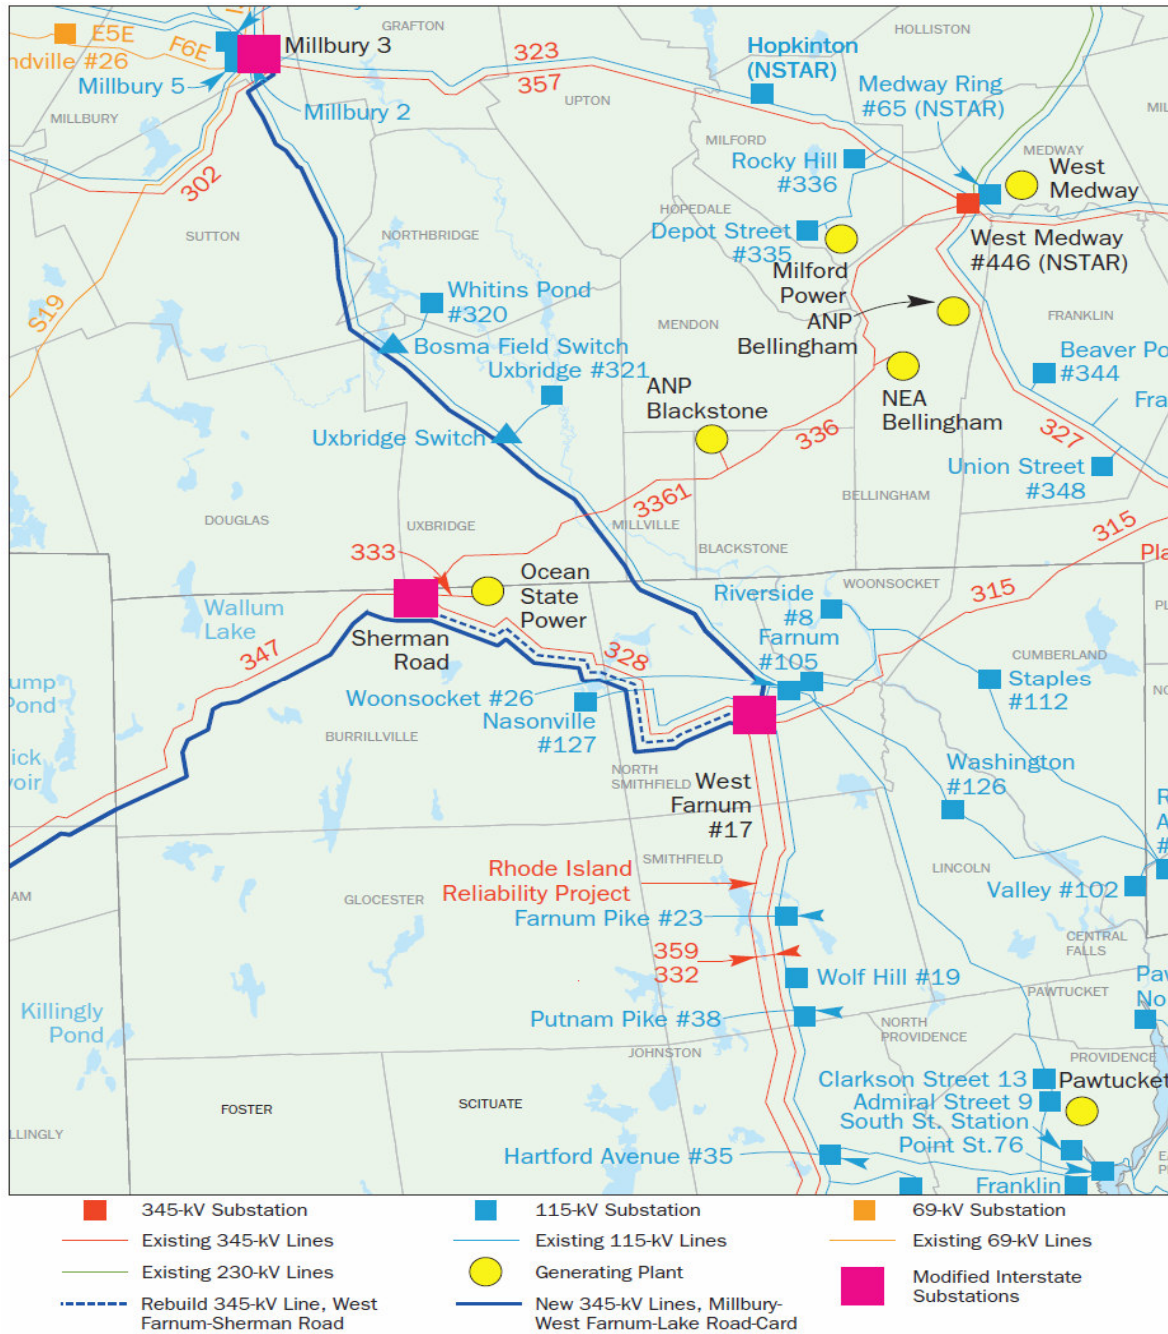 E5E
GRAFTON
HOLLISTON
F6E
Millbury 3
323
Hopkinton
(NSTAR)
ndville #26
357
Medway Ring
#65 (NSTAR)
Millbury 5
UPTON
Millbury 2
MILLBURY
MILFORD
MEDWAY
Rocky Hill
#336
West
Medway
302
HOPEDALE
SUTTON
NORTHBRIDGE
Depot Street
#335
West Medway
#446 (NSTAR)
Milford
Power
Whitins Pond
#320
S19
MENDON
ANP
Bellingham
FRANKLIN
Bosma Field Switch
Beaver Po
#344
Uxbridge #321
ANP
Blackstone
NEA
Bellingham
Fra
Uxbridge Switch
336
327
Union Street
#348
3361
BELLINGHAM
DOUGLAS
UXBRIDGE
MILLVILLE
315
333
BLACKSTONE
Pla
Ocean
State
Power
WOONSOCKET
315
Riverside
#8
Wallum
Lake
PL
Sherman
Road
Farnum
#105
347
328
CUMBERLAND
ump
Pond
Woonsocket #26
Staples
#112
NO
Nasonville
#127
BURRILLVILLE
ick
voir
NORTH
SMITHFIELD
West
Farnum
#17
Washington
#126
R
A
#
Rhode Island
Reliability Project
SMITHFIELD
LINCOLN
Valley #102
AM
GLOCESTER
Farnum Pike #23
CENTRAL
FALLS
359
332
Wolf Hill #19
Paw
No
PAWTUCKET
Killingly
Pond
Putnam Pike #38
NORTH
PROVIDENCE
JOHNSTON
PROVIDENCE
Clarkson Street 13
Pawtucket
FOSTER
SCITUATE
Admiral Street 9
South St. Station
LLINGLY
Point St.76
Hartford Avenue #35
Franklin
345-kV Substation
115-kV Substation
69-kV Substation
Existing 345-kV Lines
Existing 115-kV Lines
Existing 69-kV Lines
Existing 230-kV Lines
Generating Plant
Modified Interstate
Substations
Rebuild 345-kV Line, West
Farnum-Sherman Road
New 345-kV Lines, Millbury-
West Farnum-Lake Road-Card